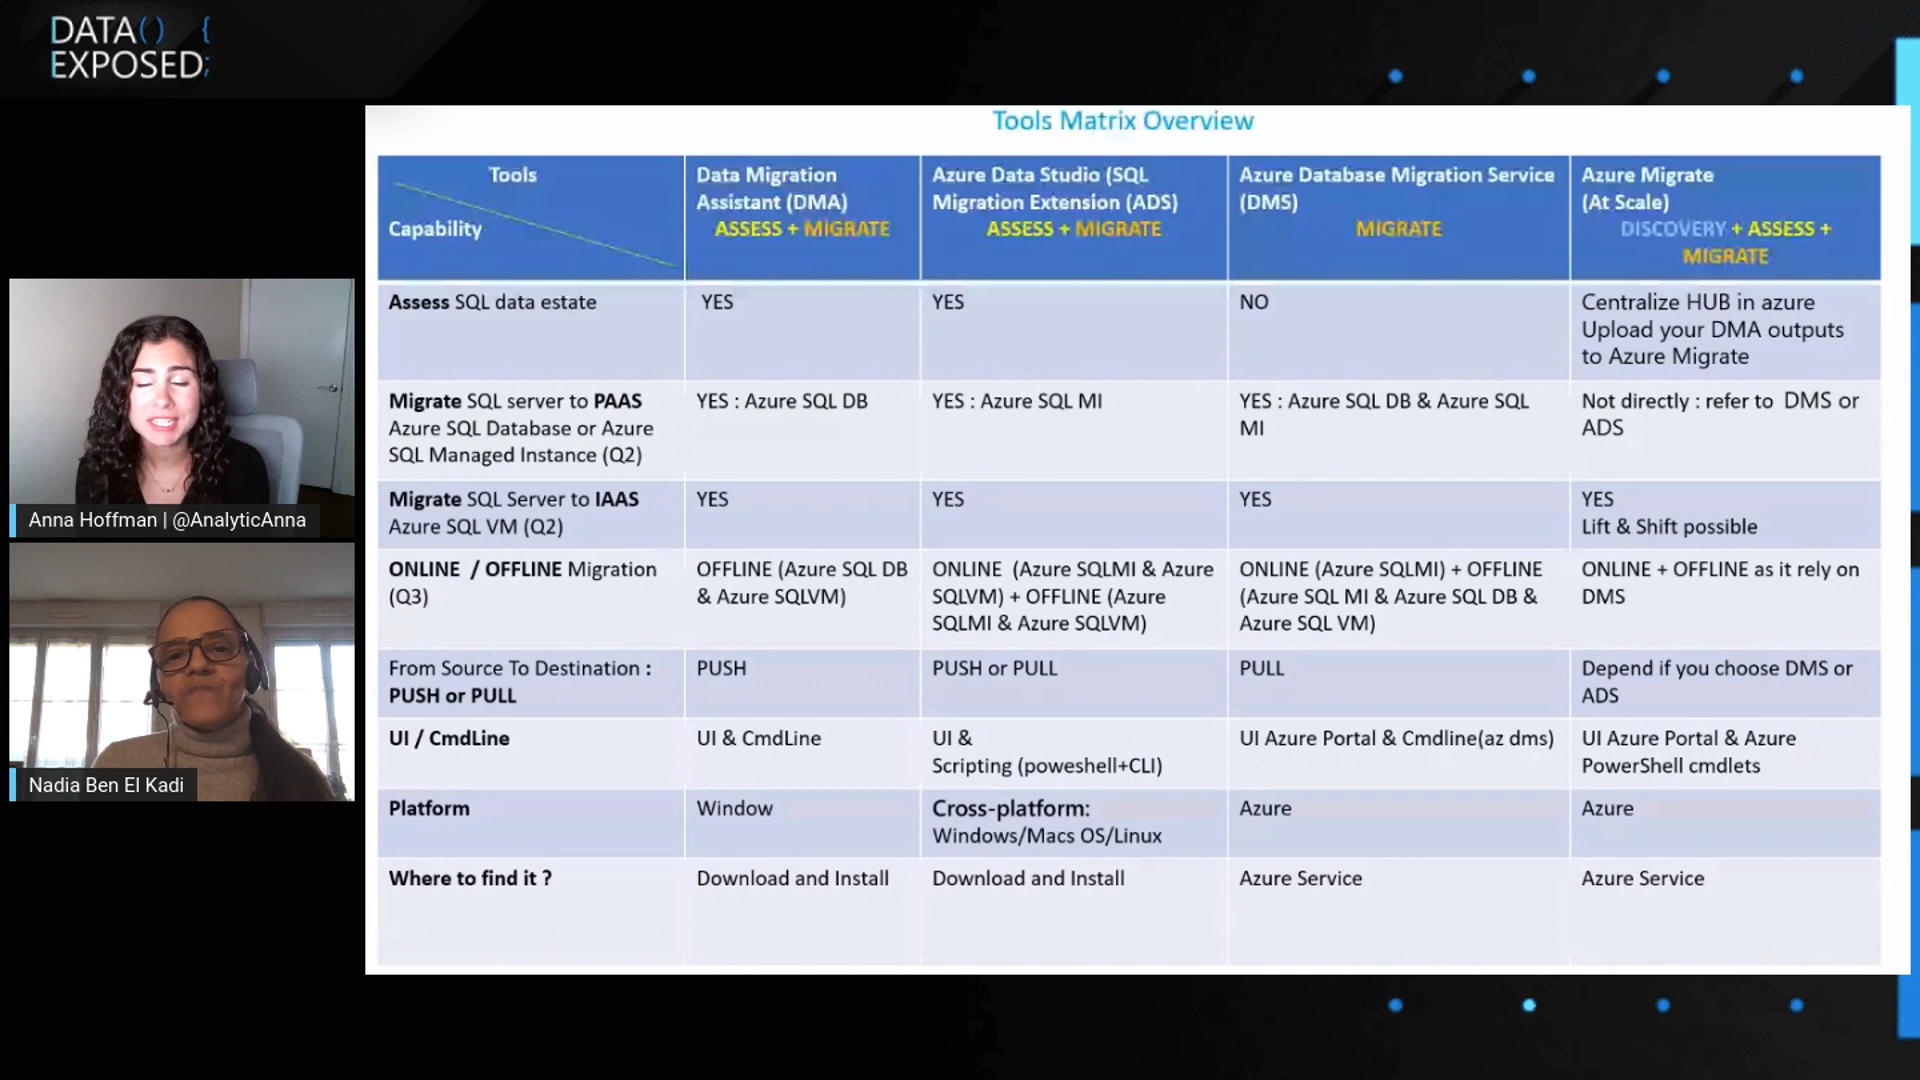 DATA() {
EXPOSED;
Tools Matrix Overview
Tools
Capability
Data Migration
Assistant (DMA)
ASSESS + MIGRATE
Azure Data Studio (SQL
Migration Extension (ADS)
ASSESS + MIGRATE
Azure Database Migration Service
(DMS)
MIGRATE
Azure Migrate
(At Scale)
DISCOVERY + ASSESS +
MIGRATE
Assess SQL data estate
YES
YES
NO
Centralize HUB in azure
Upload your DMA outputs
to Azure Migrate
Migrate SQL server to PAAS
Azure SQL Database or Azure
SQL Managed Instance (Q2)
YES : Azure SQL DB
YES : Azure SQL MI
YES : Azure SQL DB & Azure SQL
MI
Not directly : refer to DMS or
ADS
Migrate SQL Server to IAAS
Azure SQL VM (Q2)
YES
YES
YES
YES
Lift & Shift possible
ONLINE / OFFLINE Migration
(Q3)
OFFLINE (Azure SQL DB
& Azure SQLVM)
ONLINE (Azure SQLMI & Azure
SQLVM) + OFFLINE (Azure
SQLMI & Azure SQLVM)
ONLINE (Azure SQLMI) + OFFLINE
(Azure SQL MI & Azure SQL DB &
Azure SQL VM)
ONLINE + OFFLINE as it rely on
DMS
From Source To Destination :
PUSH or PULL
PUSH
PUSH or PULL
PULL
Depend if you choose DMS or
ADS
UI / CmdLine
UI & CmdLine
UI &
Scripting (poweshell+CLI)
UI Azure Portal & Cmdline(az dms)
UI Azure Portal & Azure
PowerShell cmdlets
Platform
Window
Cross-platform:
Windows/Macs OS/Linux
Azure
Azure
Where to find it ?
Download and Install
Download and Install
Azure Service
Azure Service
Anna Hoffman | @AnalyticAnna
Nadia Ben El Kadi